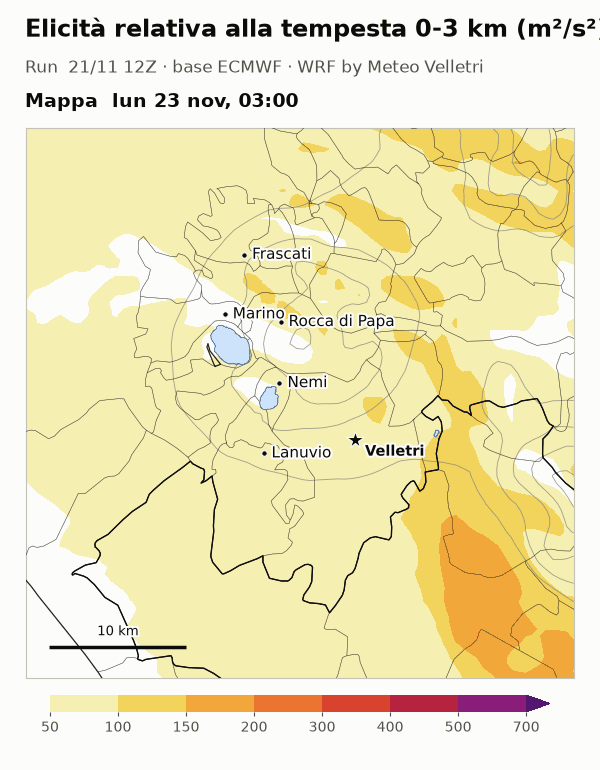 Elicità relativa alla tempesta 0-3 km (m²/s²)
Run  21/11 12Z · base ECMWF · WRF by Meteo Velletri
Mappa  lun 23 nov, 03:00
Frascati
Marino
Rocca di Papa
Nemi
Velletri
Lanuvio
10 km
50 100 150 200 300 400 500 700